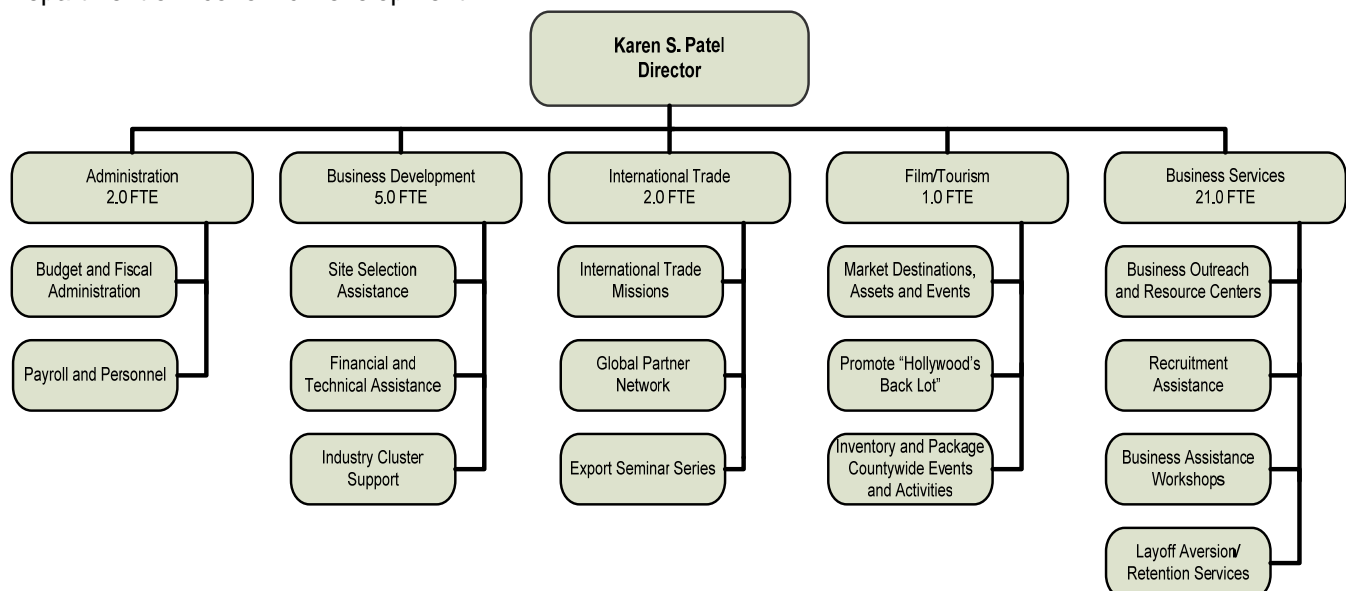 Karen S. Patel
Director
Administration
2.0 FTE
Business Development
5.0 FTE
International Trade
2.0 FTE
Film/Tourism
1.0 FTE
Business Services
21.0 FTE
Budget and Fiscal
Administration
Payroll and Personnel
Site Selection
Assistance
Financial and
Technical Assistance
Industry Cluster
Support
International Trade
Missions
Global Partner
Network
Export Seminar Series
Market Destinations,
Assets and Events
Promote “Hollywood’s
Back Lot”
Inventory and Package
Countywide Events
and Activities
Business Outreach
and Resource Centers
Recruitment
Assistance
Business Assistance
Workshops
Layoff Aversion/
Retention Services